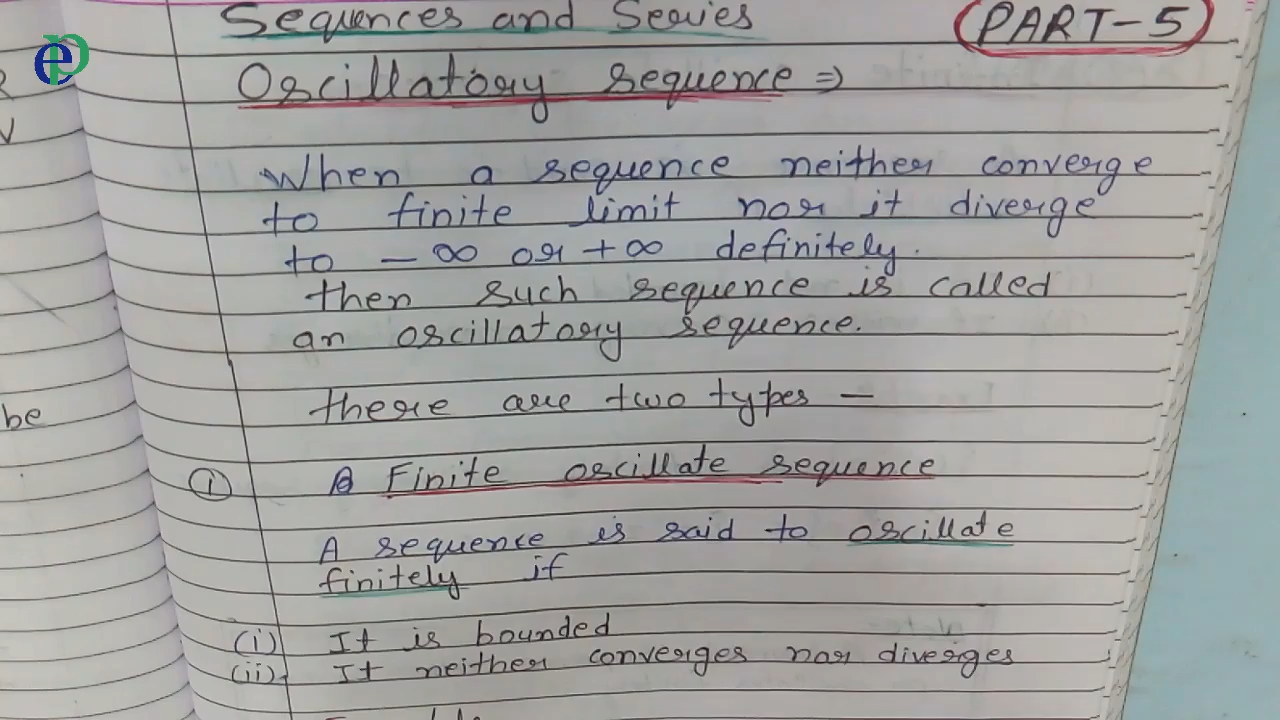 Sequences and Series
PART-5
Oscillatory sequence ⇒
When a sequence neither converge
to finite limit nor it diverge
to - ∞ or + ∞ definitely.
then such sequence is called
an oscillatory sequence.
there are two types —
① Finite oscillate sequence
A sequence is said to oscillate
finitely if
(i) It is bounded
(ii) It neither converges nor diverges
be